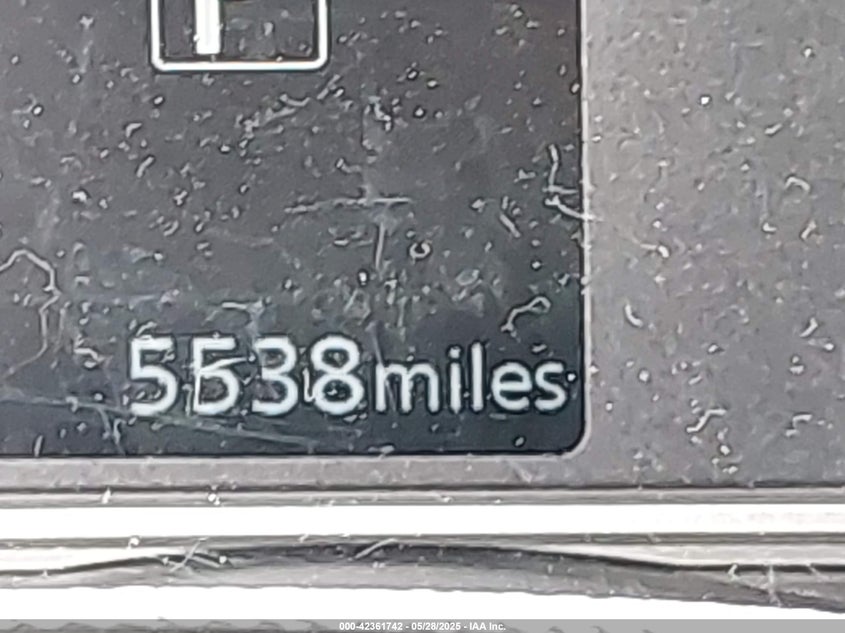 P
5538miles
000-42361742 - 05/28/2025 - IAA Inc.